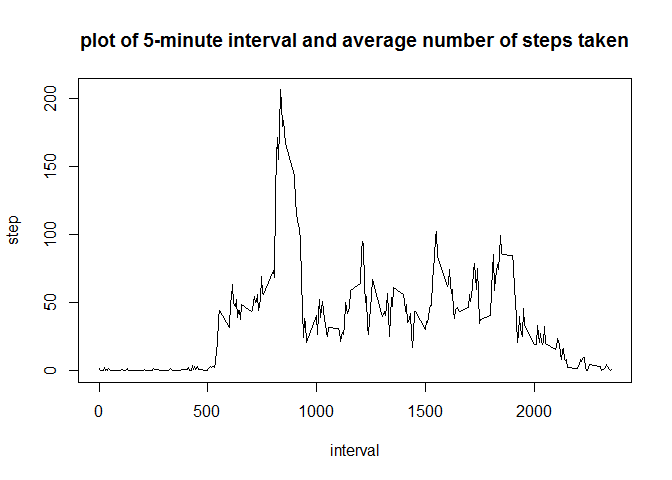 plot of 5-minute interval and average number of steps taken
step
200
150
100
50
0
0 500 1000 1500 2000
interval